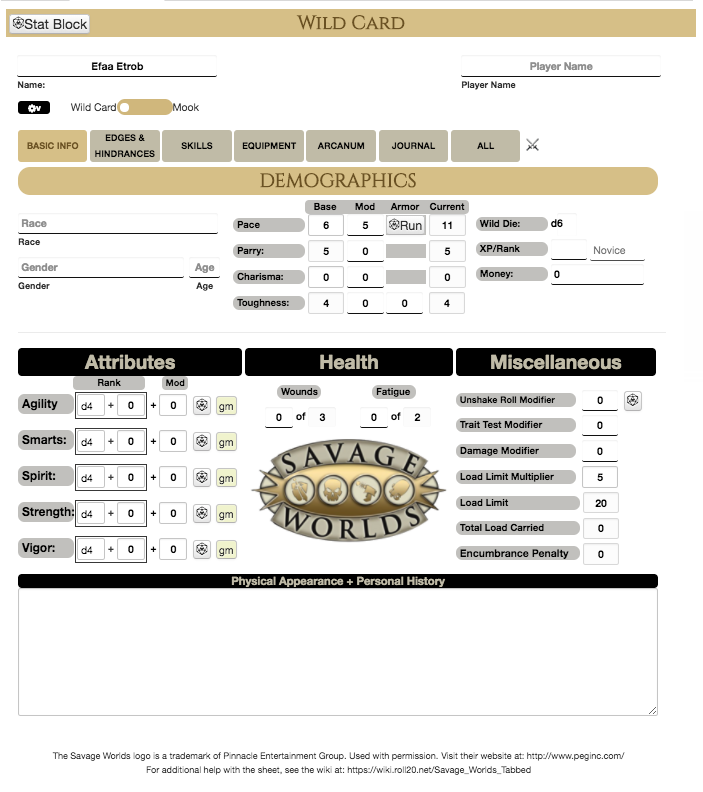 Stat Block
WILD CARD
Efaa Etrob
Player Name
Name:
Player Name
v
Wild Card Mook
BASIC INFO
EDGES &
HINDRANCES
SKILLS
EQUIPMENT
ARCANUM
JOURNAL
ALL
DEMOGRAPHICS
Base Mod Armor Current
Race
Race
Gender Age
Gender Age
Pace 6 5 Run 11
Parry: 5 0 5
Charisma: 0 0 0
Toughness: 4 0 0 4
Wild Die: d6
XP/Rank Novice
Money: 0
Attributes
Rank Mod
Agility d4 + 0 + 0 gm
Smarts: d4 + 0 + 0 gm
Spirit: d4 + 0 + 0 gm
Strength: d4 + 0 + 0 gm
Vigor: d4 + 0 + 0 gm
Health
Wounds Fatigue
0 of 3 0 of 2
SAVAGE
WORLDS
Miscellaneous
Unshake Roll Modifier 0
Trait Test Modifier 0
Damage Modifier 0
Load Limit Multiplier 5
Load Limit 20
Total Load Carried 0
Encumbrance Penalty 0
Physical Appearance + Personal History
The Savage Worlds logo is a trademark of Pinnacle Entertainment Group. Used with permission. Visit their website at: http://www.peginc.com/
For additional help with the sheet, see the wiki at: https://wiki.roll20.net/Savage_Worlds_Tabbed